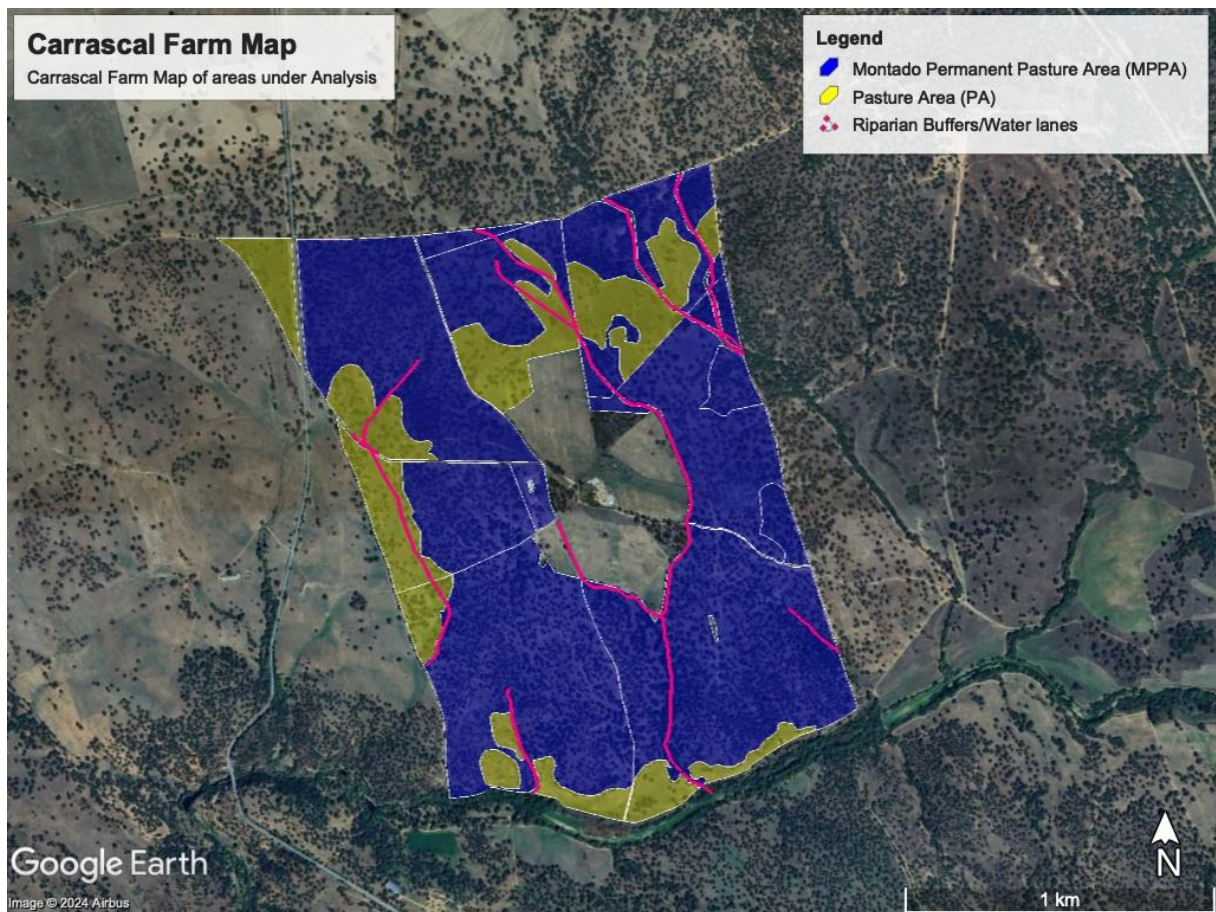 Carrascal Farm Map
Carrascal Farm Map of areas under Analysis
Legend
Montado Permanent Pasture Area (MPPA)
Pasture Area (PA)
Riparian Buffers/Water lanes
Google Earth
Image © 2024 Airbus
N
1 km